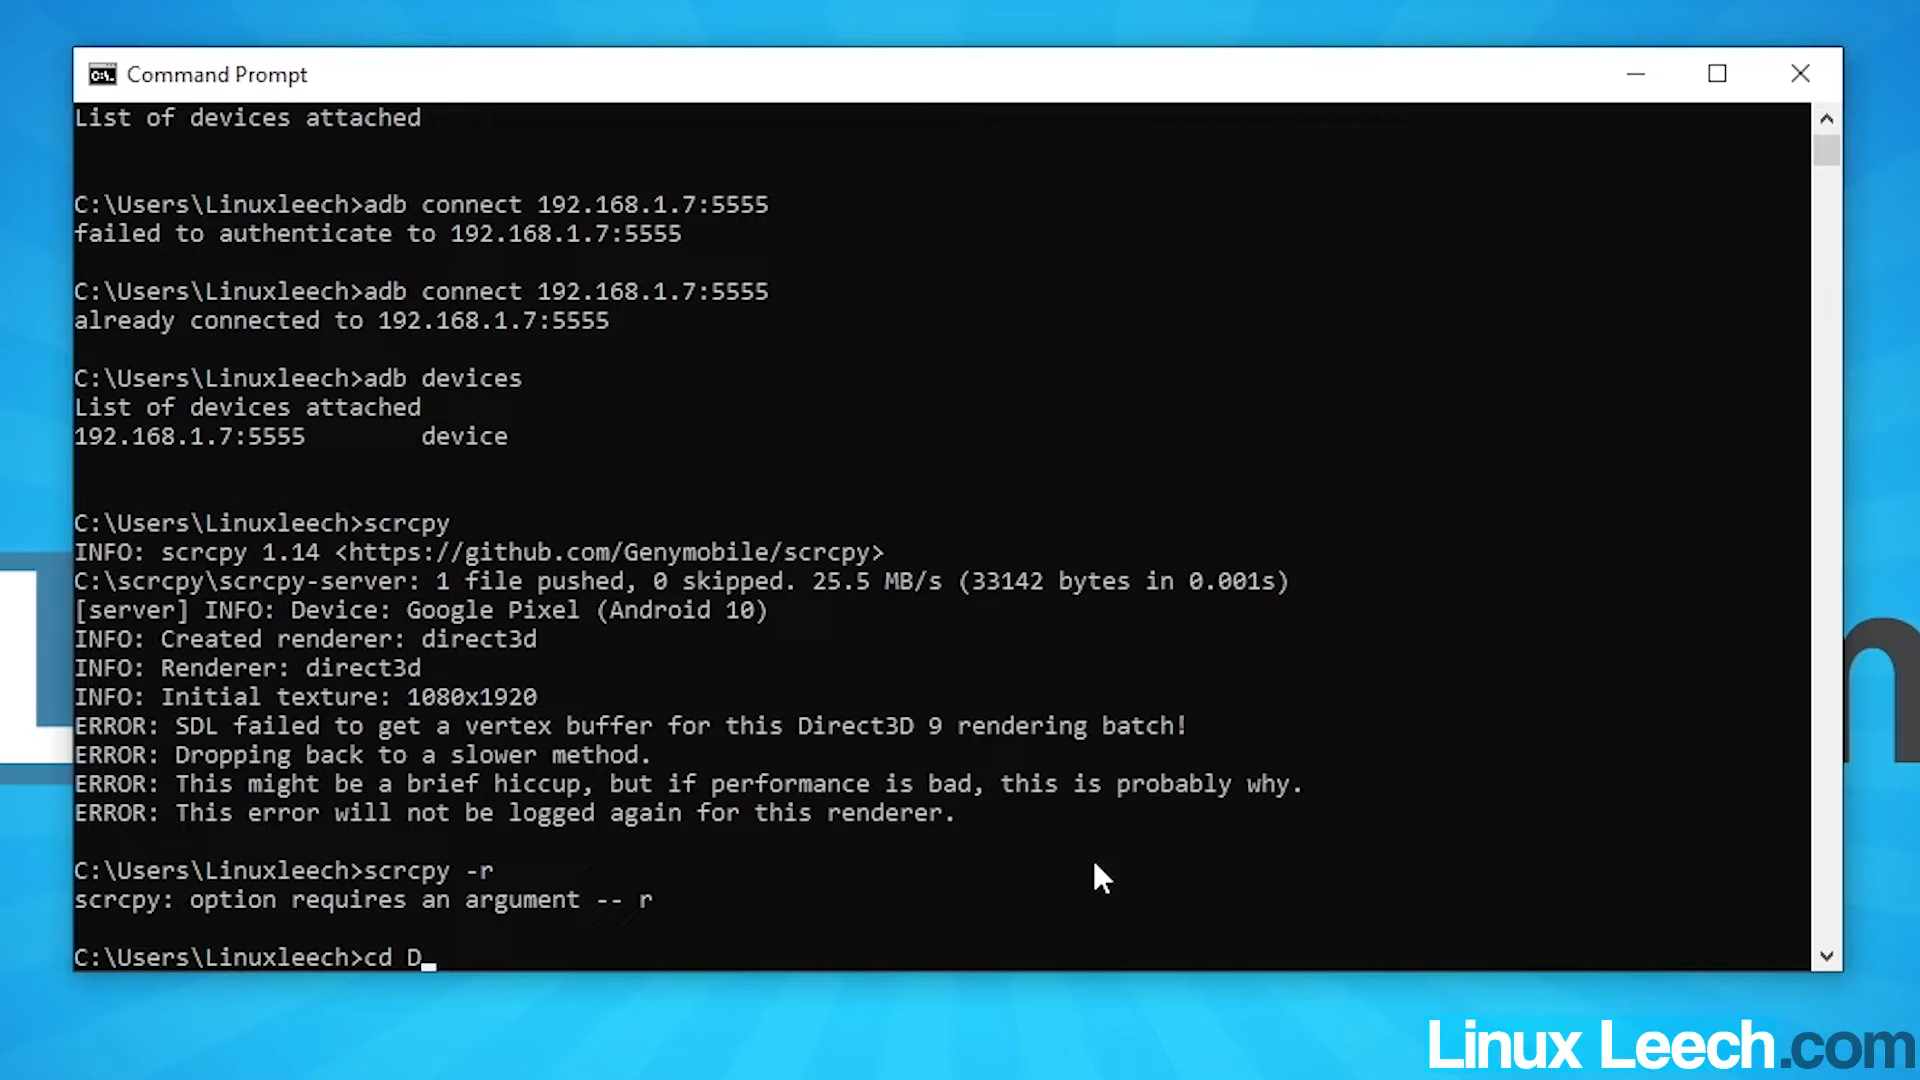 Command Prompt
List of devices attached
C:\Users\Linuxleech>adb connect 192.168.1.7:5555
failed to authenticate to 192.168.1.7:5555
C:\Users\Linuxleech>adb connect 192.168.1.7:5555
already connected to 192.168.1.7:5555
C:\Users\Linuxleech>adb devices
List of devices attached
192.168.1.7:5555        device
C:\Users\Linuxleech>scrcpy
INFO: scrcpy 1.14 <https://github.com/Genymobile/scrcpy>
C:\scrcpy\scrcpy-server: 1 file pushed, 0 skipped. 25.5 MB/s (33142 bytes in 0.001s)
[server] INFO: Device: Google Pixel (Android 10)
INFO: Created renderer: direct3d
INFO: Renderer: direct3d
INFO: Initial texture: 1080x1920
ERROR: SDL failed to get a vertex buffer for this Direct3D 9 rendering batch!
ERROR: Dropping back to a slower method.
ERROR: This might be a brief hiccup, but if performance is bad, this is probably why.
ERROR: This error will not be logged again for this renderer.
C:\Users\Linuxleech>scrcpy -r
scrcpy: option requires an argument -- r
C:\Users\Linuxleech>cd D_
Linux Leech.com